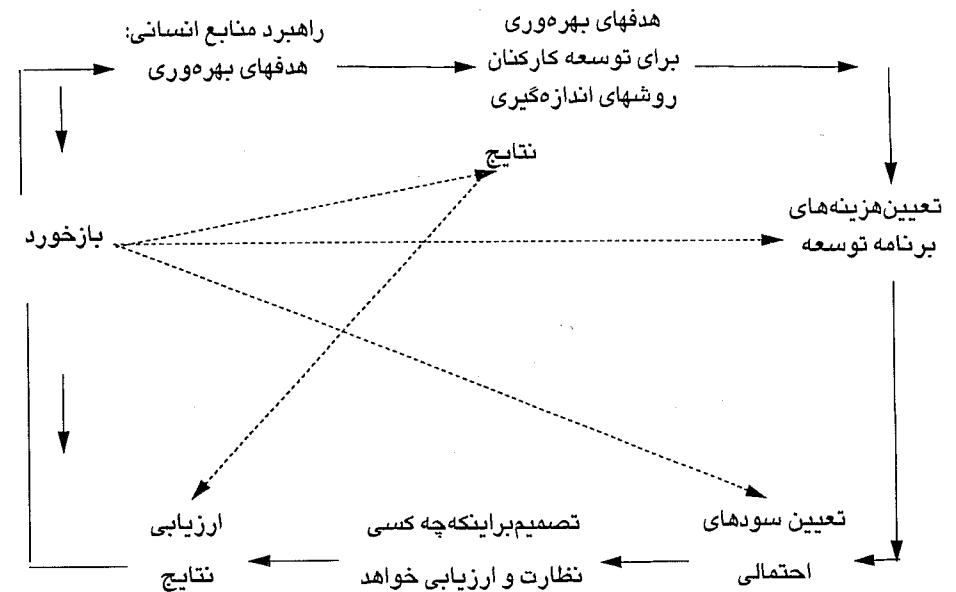 راهبرد منابع انسانی:
هدفهای بهره‌وری
هدفهای بهره‌وری
برای توسعه کارکنان
روشهای اندازه‌گیری
نتایج
تعیین‌هزینه‌های
برنامه توسعه
بازخورد
تعیین سودهای
احتمالی
تصمیم‌براینکه‌چه کسی
نظارت و ارزیابی خواهد
ارزیابی
نتایج